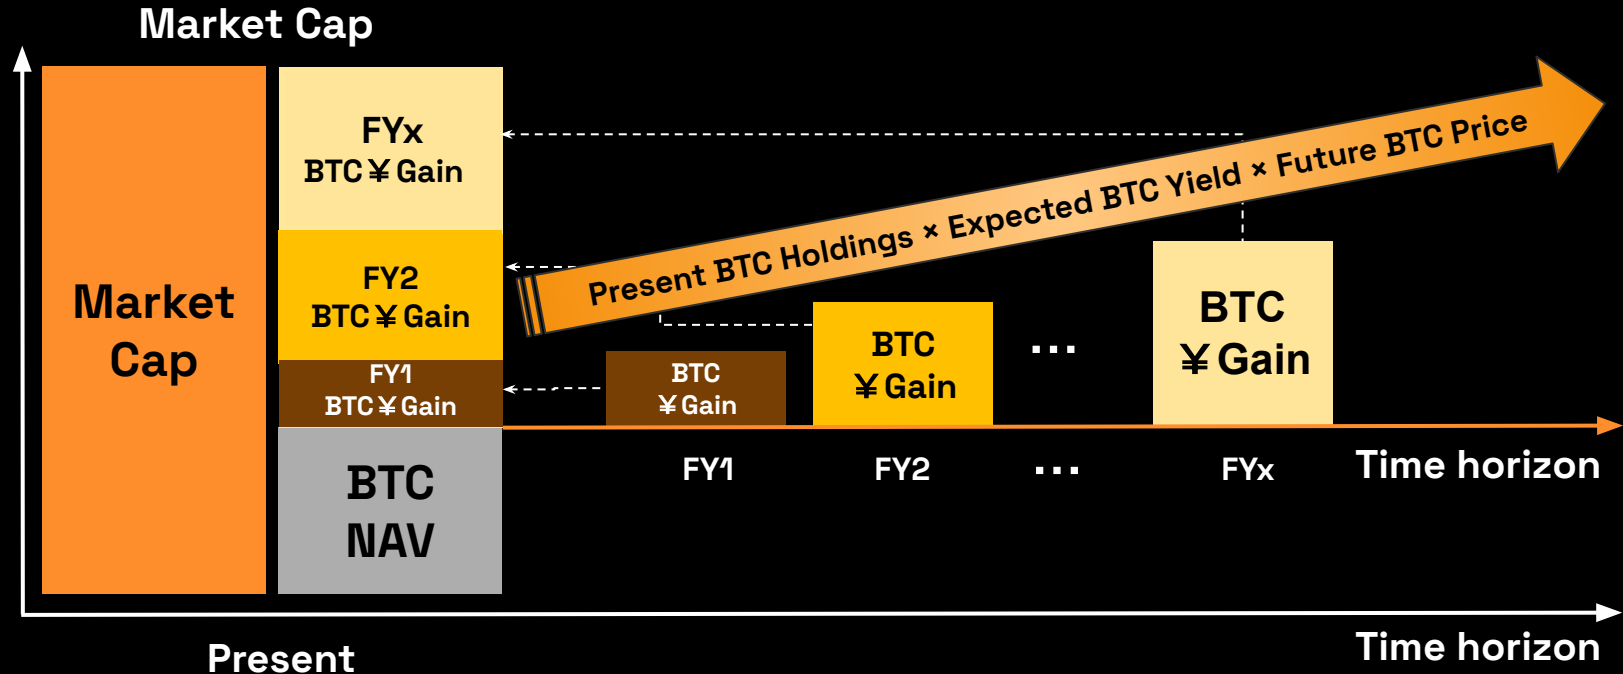 Market Cap
Market
Cap
FYx
BTC ¥ Gain
FY2
BTC ¥ Gain
FY1
BTC ¥ Gain
BTC
NAV
Present BTC Holdings × Expected BTC Yield × Future BTC Price
BTC
¥ Gain
BTC
¥ Gain
...
BTC
¥ Gain
FY1
FY2
...
FYx
Time horizon
Present
Time horizon